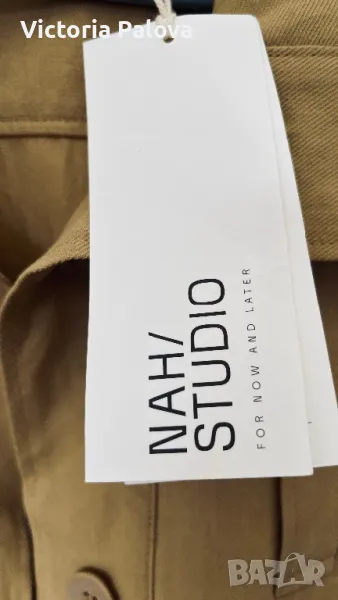 Victoria Palova
NAH/
STUDIO
FOR NOW AND LATER
bazar